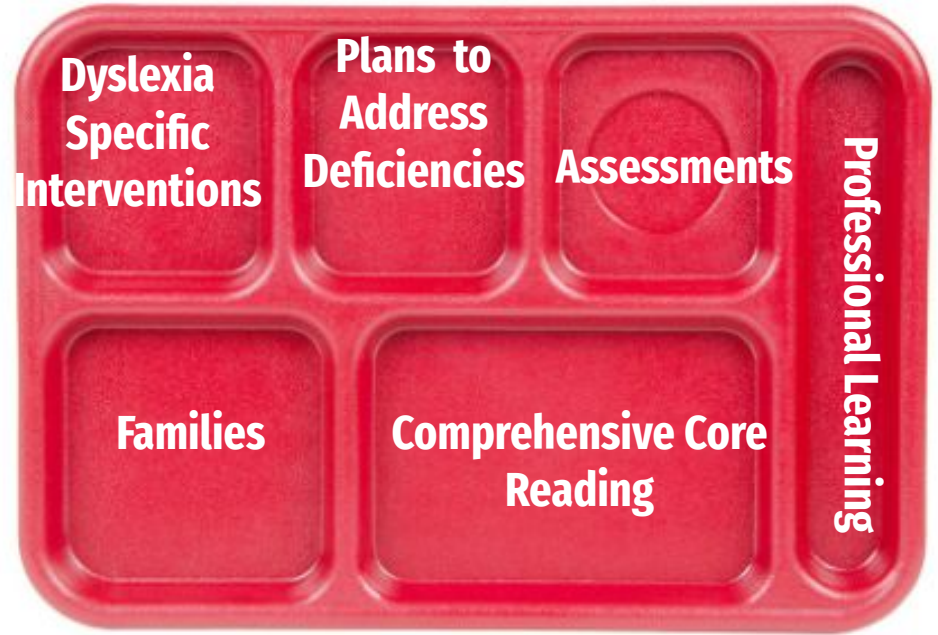 Dyslexia
Specific
Interventions
Plans to
Address
Deficiencies
Assessments
Professional Learning
Families
Comprehensive Core
Reading